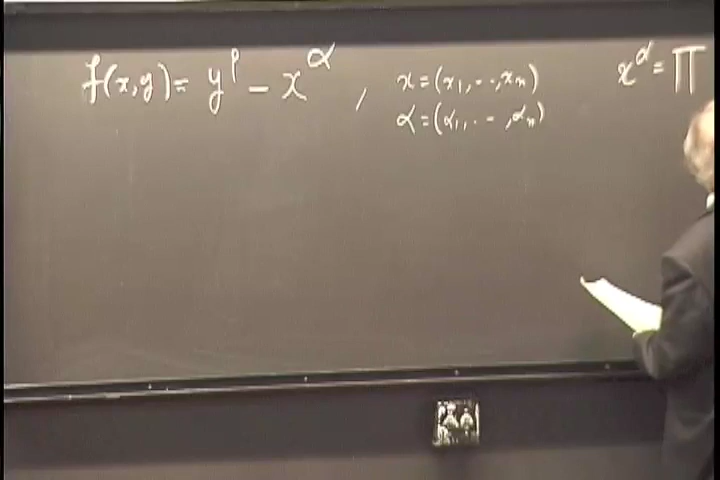 f(x,y) = y^p - x^α , x = (x_1, ..., x_n) x^α = ∏
α = (α_1, ..., α_n)